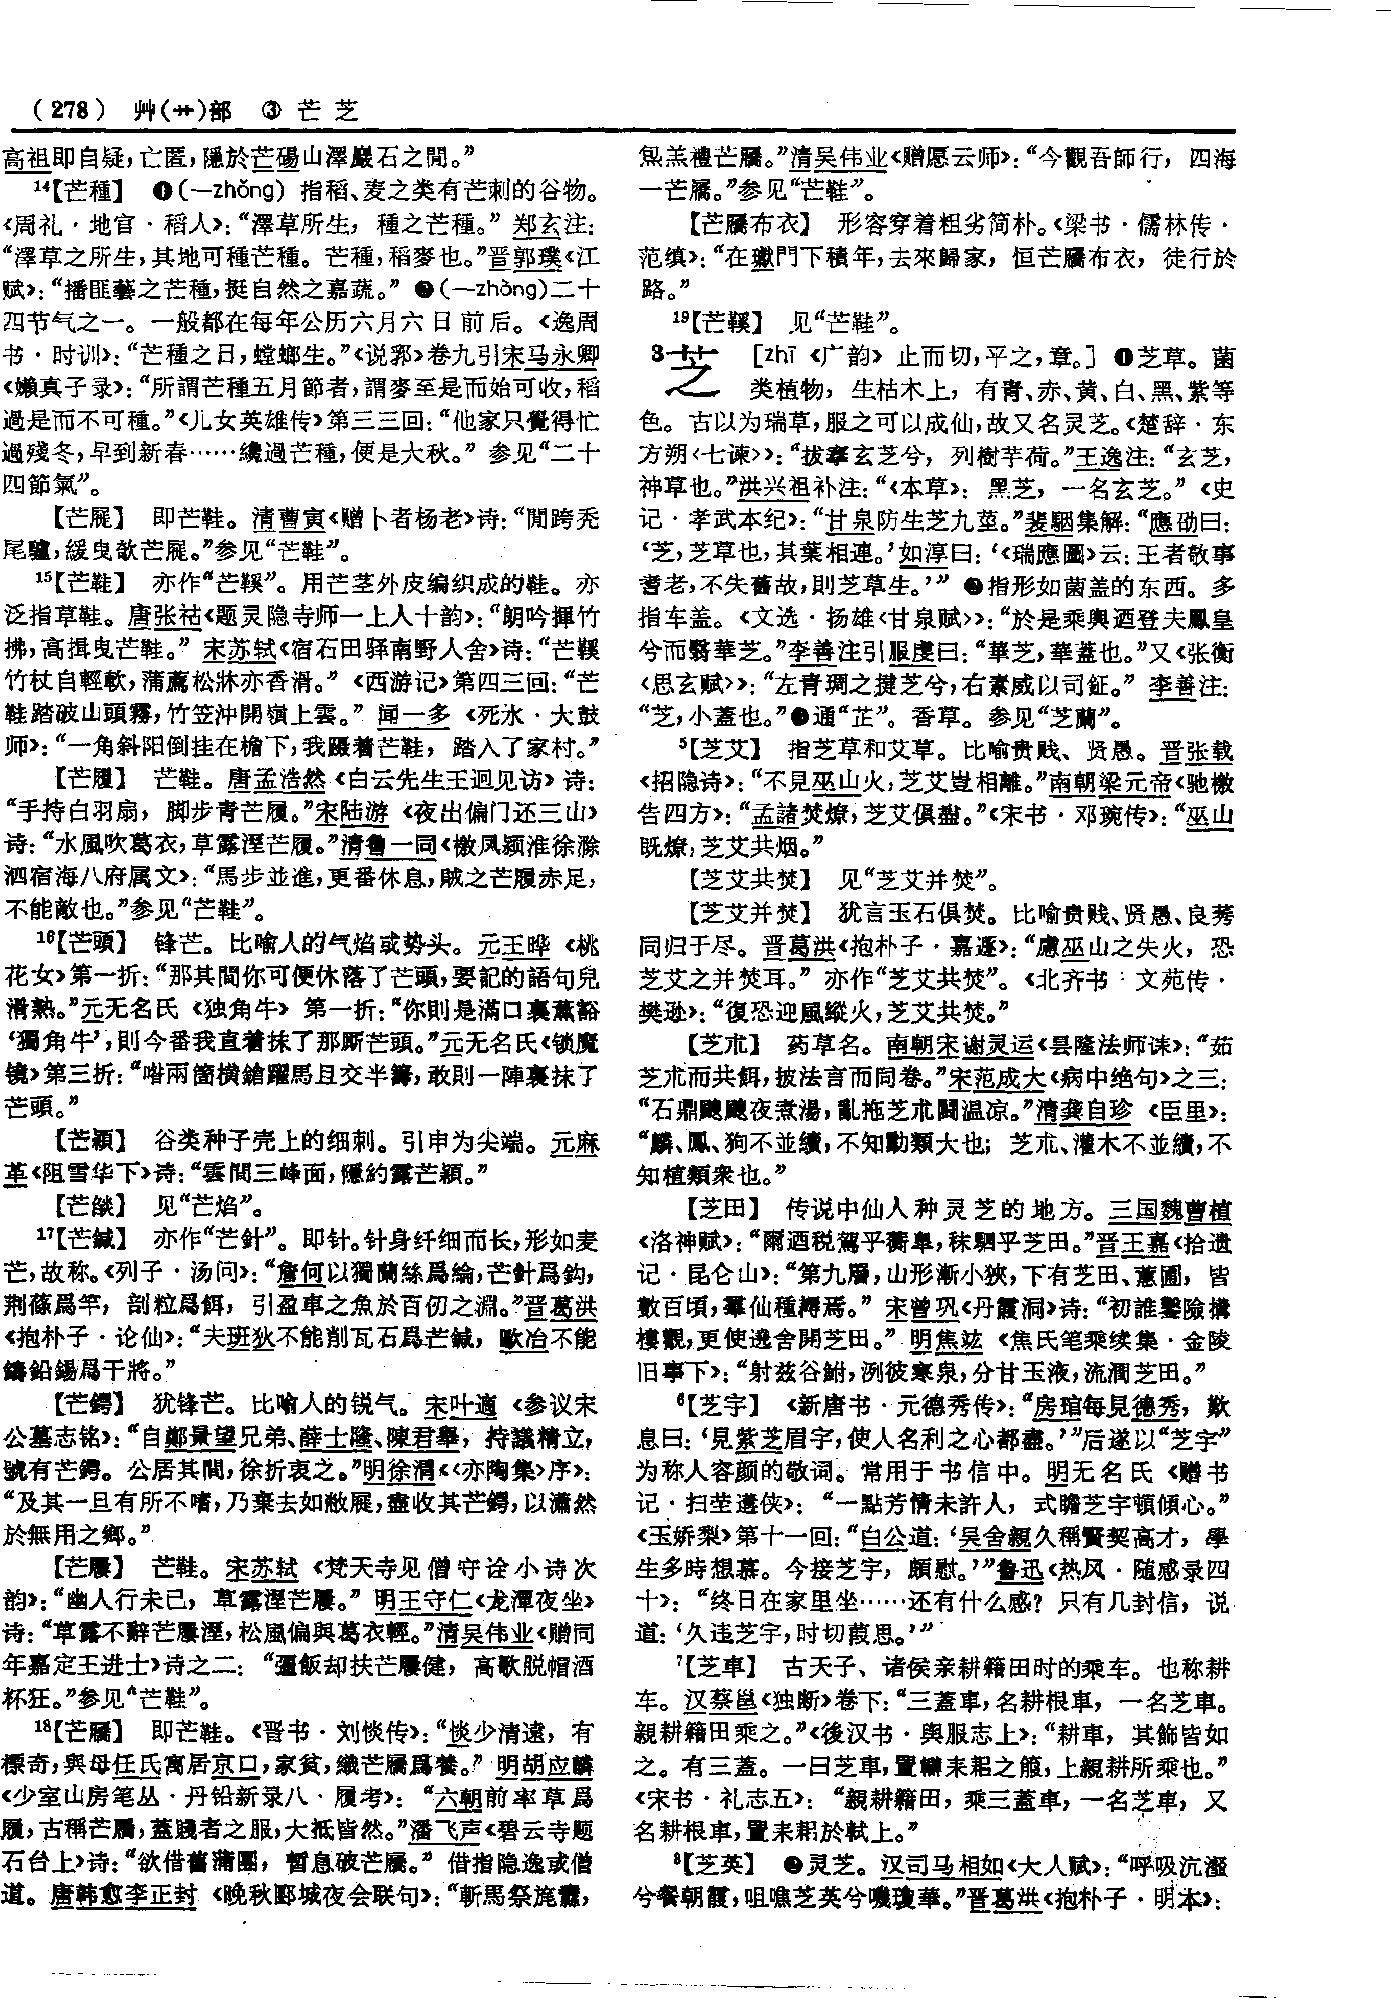 （278） 艸(艹)部 ③ 芒 芝
高祖即自疑，亡匿，隱於芒碭山澤巖石之間。”
14【芒種】 ❶(—zhǒng) 指稻、麦之类有芒刺的谷物。
《周礼·地官·稻人》：“澤草所生，種之芒種。” 郑玄注：
“澤草之所生，其地可種芒種。芒種，稻麥也。”晋郭璞《江
赋》：“播匪藝之芒種，挺自然之嘉蔬。” ❷(—zhòng)二十
四节气之一。一般都在每年公历六月六日前后。《逸周
书·时训》：“芒種之日，螳螂生。”《说郛》卷九引宋马永卿
《懒真子录》：“所謂芒種五月節者，謂麥至是而始可收，稻
過是而不可種。”《儿女英雄传》第三三回：“他家只覺得忙
過殘冬，早到新春……纔過芒種，便是大秋。” 参见“二十
四節氣”。
【芒屣】 即芒鞋。清曹寅《赠卜者杨老》诗：“閒跨秃
尾驢，緩曳欹芒屣。”参见“芒鞋”。
15【芒鞋】 亦作“芒鞵”。用芒茎外皮编织成的鞋。亦
泛指草鞋。唐张祜《题灵隐寺师一上人十韵》：“朗吟揮竹
拂，高揖曳芒鞋。” 宋苏轼《宿石田驿南野人舍》诗：“芒鞵
竹杖自輕軟，蒲薦松牀亦香滑。” 《西游记》第四三回：“芒
鞋踏破山頭霧，竹笠沖開嶺上雲。” 闻一多 《死水·大鼓
师》：“一角斜阳倒挂在檐下，我蹑着芒鞋，踏入了家村。”
【芒履】 芒鞋。唐孟浩然《白云先生王迥见访》诗：
“手持白羽扇，脚步青芒履。”宋陆游 《夜出偏门还三山》
诗：“水風吹葛衣，草露溼芒履。”清鲁一同《檄凤颍淮徐滁
泗宿海八府属文》：“馬步並進，更番休息，賊之芒履赤足，
不能敵也。”参见“芒鞋”。
16【芒頭】 锋芒。比喻人的气焰或势头。元王晔 《桃
花女》第一折：“那其間你可便休落了芒頭，要記的語句兒
滑熟。”元无名氏 《独角牛》 第一折：“你則是滿口裏薰豁
‘獨角牛’，則今番我直着抹了那厮芒頭。”元无名氏《锁魔
镜》第三折：“喒兩箇横鎗躍馬且交半籌，敢則一陣裏抹了
芒頭。”
【芒穎】 谷类种子壳上的细刺。引申为尖端。元麻
革《阻雪华下》诗：“雲間三峰面，隱約露芒穎。”
【芒燄】 见“芒焰”。
17【芒鍼】 亦作“芒針”。即针。针身纤细而长，形如麦
芒，故称。《列子·汤问》：“詹何以獨蘭絲爲綸，芒針爲鈎，
荆篠爲竿，剖粒爲餌，引盈車之魚於百仞之淵。”晋葛洪
《抱朴子·论仙》：“夫班狄不能削瓦石爲芒鍼，歐冶不能
鑄鉛錫爲干將。”
【芒鍔】 犹锋芒。比喻人的锐气。宋叶適 《参议宋
公墓志铭》：“自鄭景望兄弟、薛士隆、陳君舉，持議精立，
號有芒鍔。公居其間，徐折衷之。”明徐渭《〈亦陶集〉序》：
“及其一旦有所不嗜，乃棄去如敝屣，盡收其芒鍔，以瀟然
於無用之鄉。”
【芒屨】 芒鞋。宋苏轼 《梵天寺见僧守诠小诗次
韵》：“幽人行未已，草露溼芒屨。” 明王守仁《龙潭夜坐》
诗：“草露不辭芒屨溼，松風偏與葛衣輕。”清吴伟业《赠同
年嘉定王进士》诗之二：“彊飯却扶芒屨健，高歌脱帽酒
杯狂。”参见“芒鞋”。
18【芒屩】 即芒鞋。《晋书·刘惔传》：“惔少清遠，有
標奇，與母任氏寓居京口，家貧，織芒屩爲養。” 明胡应麟
《少室山房笔丛·丹铅新录八·履考》：“六朝前率草爲
履，古稱芒屩，蓋賤者之服，大抵皆然。”潘飞声《碧云寺题
石台上》诗：“欲借舊蒲團，暫息破芒屩。” 借指隐逸或僧
道。唐韩愈李正封 《晚秋郾城夜会联句》：“斬馬祭旄纛，
炰羔禮芒屩。”清吴伟业《赠愿云师》：“今觀吾師行，四海
一芒屩。”参见“芒鞋”。
【芒屩布衣】 形容穿着粗劣简朴。《梁书·儒林传·
范缜》：“在瓛門下積年，去來歸家，恒芒屩布衣，徒行於
路。”
19【芒鞵】 见“芒鞋”。
3芝 ［zhī 《广韵》止而切，平之，章。］ ❶芝草。菌
类植物，生枯木上，有青、赤、黄、白、黑、紫等
色。古以为瑞草，服之可以成仙，故又名灵芝。《楚辞·东
方朔〈七谏〉》：“拔搴玄芝兮，列樹芋荷。”王逸注：“玄芝，
神草也。”洪兴祖补注：“《本草》：黑芝，一名玄芝。” 《史
记·孝武本纪》：“甘泉防生芝九莖。”裴駰集解：“應劭曰：
‘芝，芝草也，其葉相連。’如淳曰：‘《瑞應圖》云：王者敬事
耆老，不失舊故，則芝草生。’” ❷指形如菌盖的东西。多
指车盖。《文选·扬雄〈甘泉赋〉》：“於是乘輿迺登夫鳳皇
兮而翳華芝。”李善注引服虔曰：“華芝，華蓋也。”又《张衡
〈思玄赋〉》：“左青琱之揵芝兮，右素威以司鉦。” 李善注：
“芝，小蓋也。”❸通“芷”。香草。参见“芝蘭”。
5【芝艾】 指芝草和艾草。比喻贵贱、贤愚。晋张载
《招隐诗》：“不見巫山火，芝艾豈相離。”南朝梁元帝《驰檄
告四方》：“孟諸焚燎，芝艾俱盡。”《宋书·邓琬传》：“巫山
既燎，芝艾共烟。”
【芝艾共焚】 见“芝艾并焚”。
【芝艾并焚】 犹言玉石俱焚。比喻贵贱、贤愚、良莠
同归于尽。晋葛洪《抱朴子·嘉遯》：“慮巫山之失火，恐
芝艾之并焚耳。” 亦作“芝艾共焚”。《北齐书·文苑传·
樊逊》：“復恐迎風縱火，芝艾共焚。”
【芝朮】 药草名。南朝宋谢灵运《昙隆法师诔》：“茹
芝朮而共餌，披法言而同卷。”宋范成大《病中绝句》之三：
“石鼎颼颼夜煮湯，亂拖芝朮鬭温凉。”清龚自珍 《臣里》：
“麟、鳳、狗不並續，不知動類大也；芝朮、灌木不並續，不
知植類衆也。”
【芝田】 传说中仙人种灵芝的地方。三国魏曹植
《洛神赋》：“爾迺税駕乎蘅臯，秣駟乎芝田。”晋王嘉《拾遗
记·昆仑山》：“第九層，山形漸小狹，下有芝田、蕙圃，皆
數百頃，羣仙種耨焉。” 宋曾巩《丹霞洞》诗：“初誰鑿險構
樓觀，更使遶舍開芝田。” 明焦竑 《焦氏笔乘续集·金陵
旧事下》：“射兹谷鮒，洌彼寒泉，分甘玉液，流潤芝田。”
6【芝宇】 《新唐书·元德秀传》：“房琯每見德秀，歎
息曰：‘見紫芝眉宇，使人名利之心都盡。’”后遂以“芝宇”
为称人容颜的敬词。常用于书信中。明无名氏 《赠书
记·扫茔遘侠》：“一點芳情未許人，式瞻芝宇頓傾心。”
《玉娇梨》第十一回：“白公道：‘吴舍親久稱賢契高才，學
生多時想慕。今接芝宇，頗慰。’”鲁迅《热风·随感录四
十》：“终日在家里坐……还有什么感？只有几封信，说
道：‘久违芝宇，时切葭思。’”
7【芝車】 古天子、诸侯亲耕籍田时的乘车。也称耕
车。汉蔡邕《独断》卷下：“三蓋車，名耕根車，一名芝車。
親耕籍田乘之。”《後汉书·輿服志上》：“耕車，其飾皆如
之。有三蓋。一曰芝車，置轓耒耜之箙，上親耕所乘也。”
《宋书·礼志五》：“親耕籍田，乘三蓋車，一名芝車，又
名耕根車，置耒耜於軾上。”
8【芝英】 ❶灵芝。汉司马相如《大人赋》：“呼吸沆瀣
兮餐朝霞，咀噍芝英兮嘰瓊華。”晋葛洪《抱朴子·明本》：